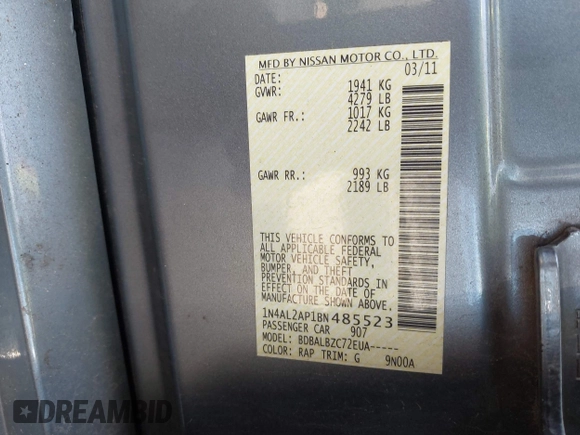 MFD BY NISSAN MOTOR CO., LTD.
DATE: 03/11
GVWR: 1941 KG
4279 LB
GAWR FR.: 1017 KG
2242 LB
GAWR RR.: 993 KG
2189 LB
THIS VEHICLE CONFORMS TO
ALL APPLICABLE FEDERAL
MOTOR VEHICLE SAFETY,
BUMPER, AND THEFT
PREVENTION STANDARDS IN
EFFECT ON THE DATE OF
MANUFACTURE SHOWN ABOVE.
1N4AL2AP1BN485523
PASSENGER CAR 907
MODEL: BDBALBZC72EUA-----
COLOR: RAP TRIM: G 9N00A
DREAMBID